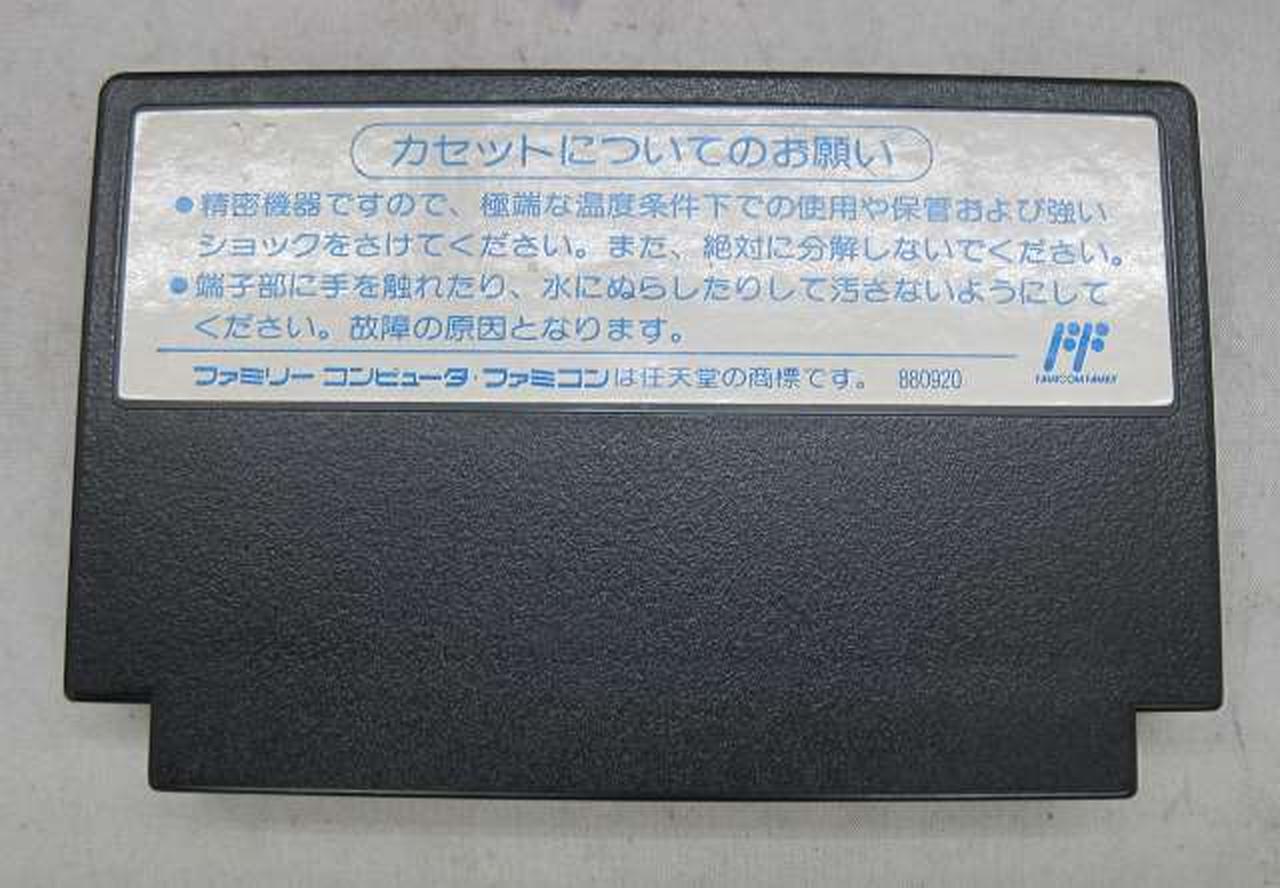 カセットについてのお願い
●精密機器ですので、極端な温度条件下での使用や保管および強い
ショックをさけてください。また、絶対に分解しないでください。
●端子部に手を触れたり、水にぬらしたりして汚さないようにして
ください。故障の原因となります。
FF
FAMICOM FAMILY
ファミリーコンピュータ・ファミコンは任天堂の商標です。 880920